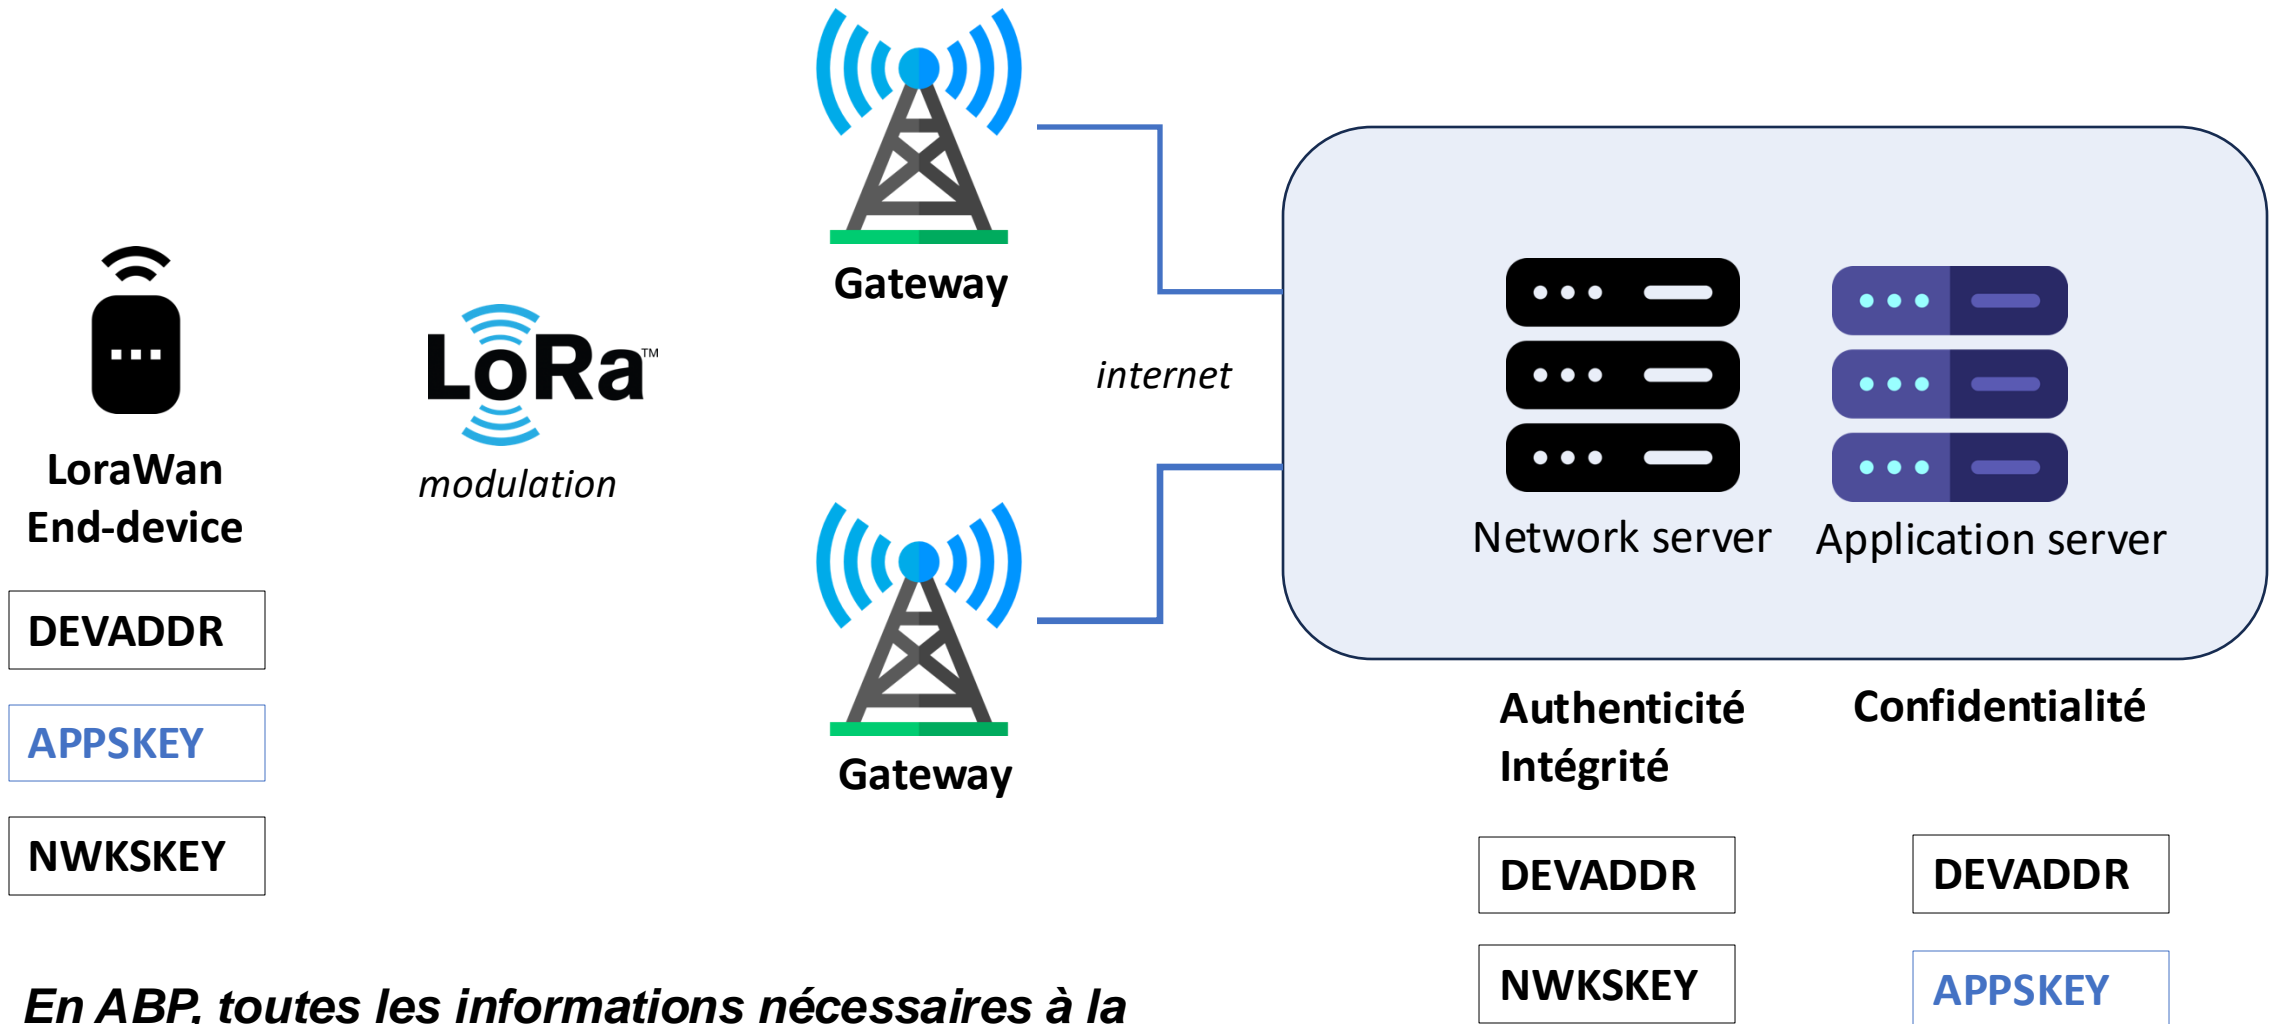 Gateway
LoRa™
modulation
internet
LoraWan
End-device
DEVADDR
APPSKEY
NWKSKEY
Gateway
Network server
Application server
Authenticité
Intégrité
DEVADDR
NWKSKEY
Confidentialité
DEVADDR
APPSKEY
En ABP, toutes les informations nécessaires à la